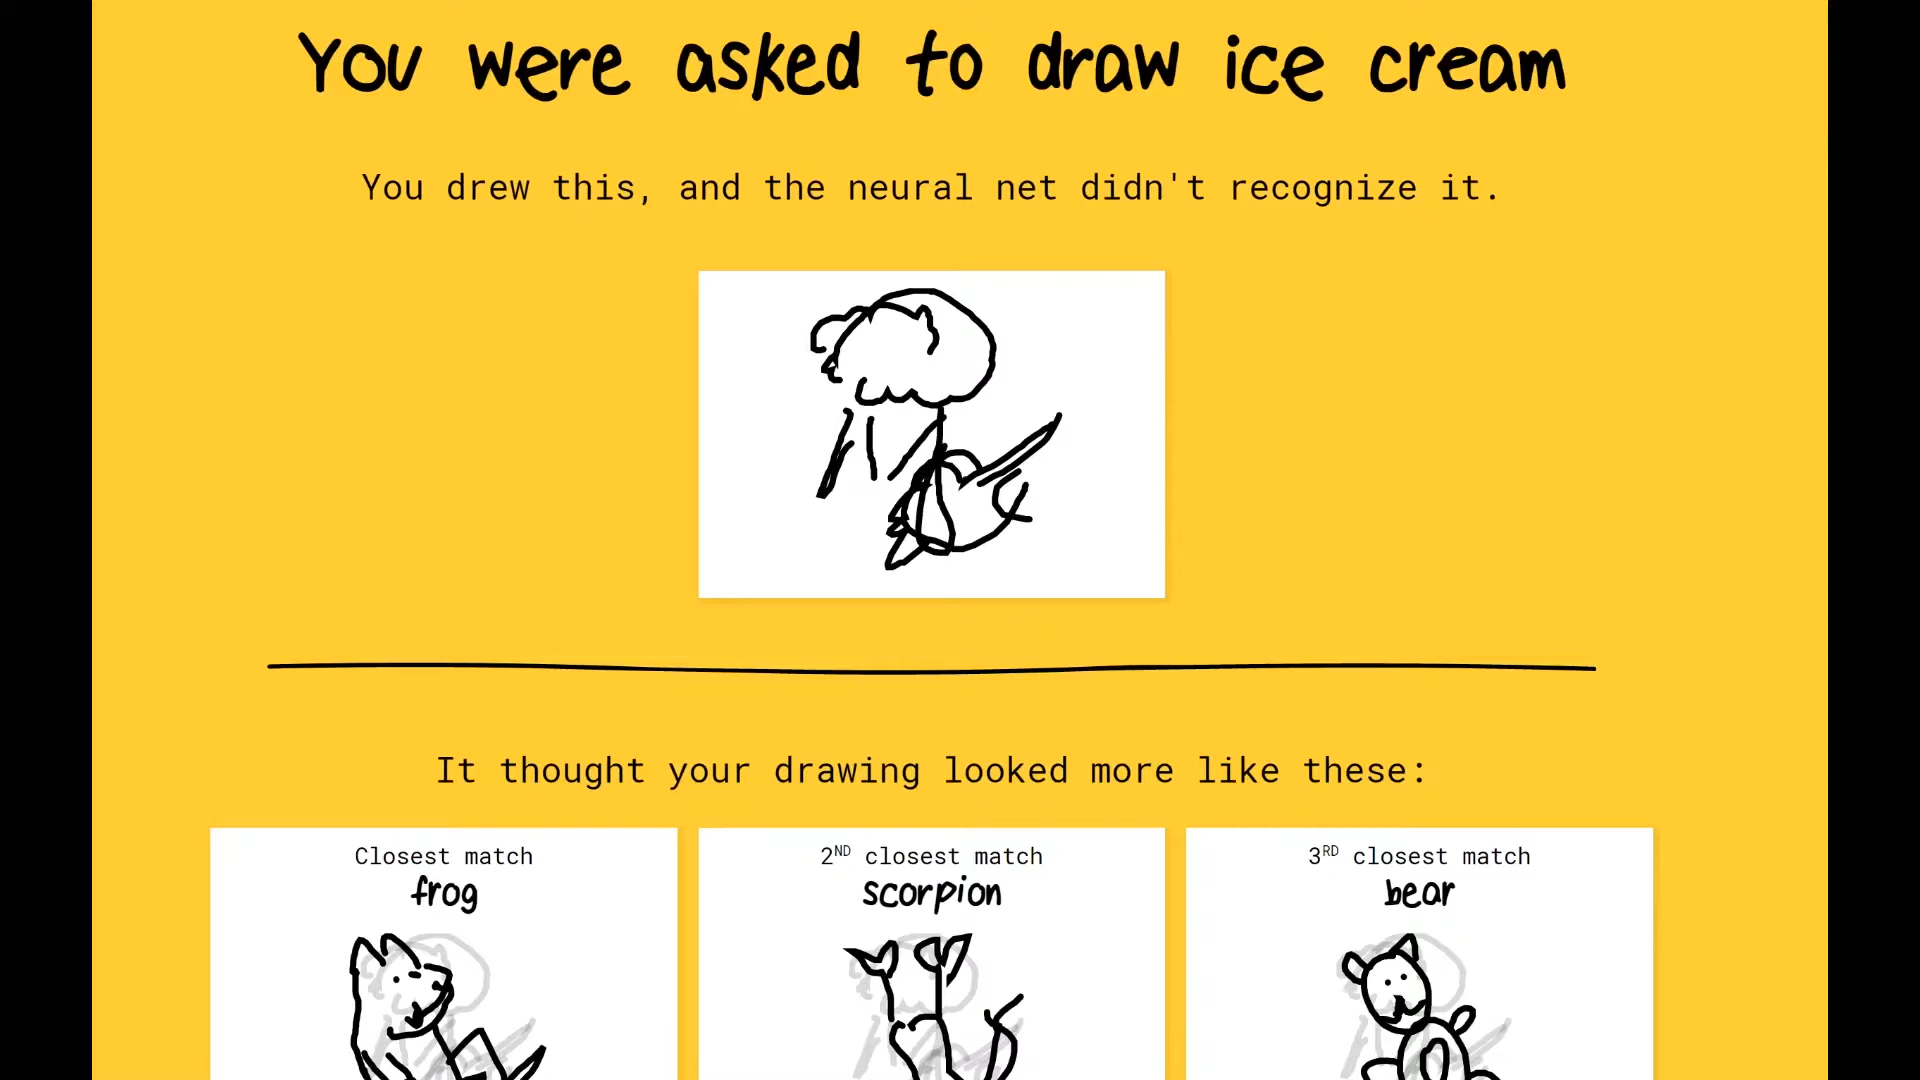 You were asked to draw ice cream
You drew this, and the neural net didn't recognize it.
It thought your drawing looked more like these:
Closest match
frog
2ND closest match
scorpion
3RD closest match
bear